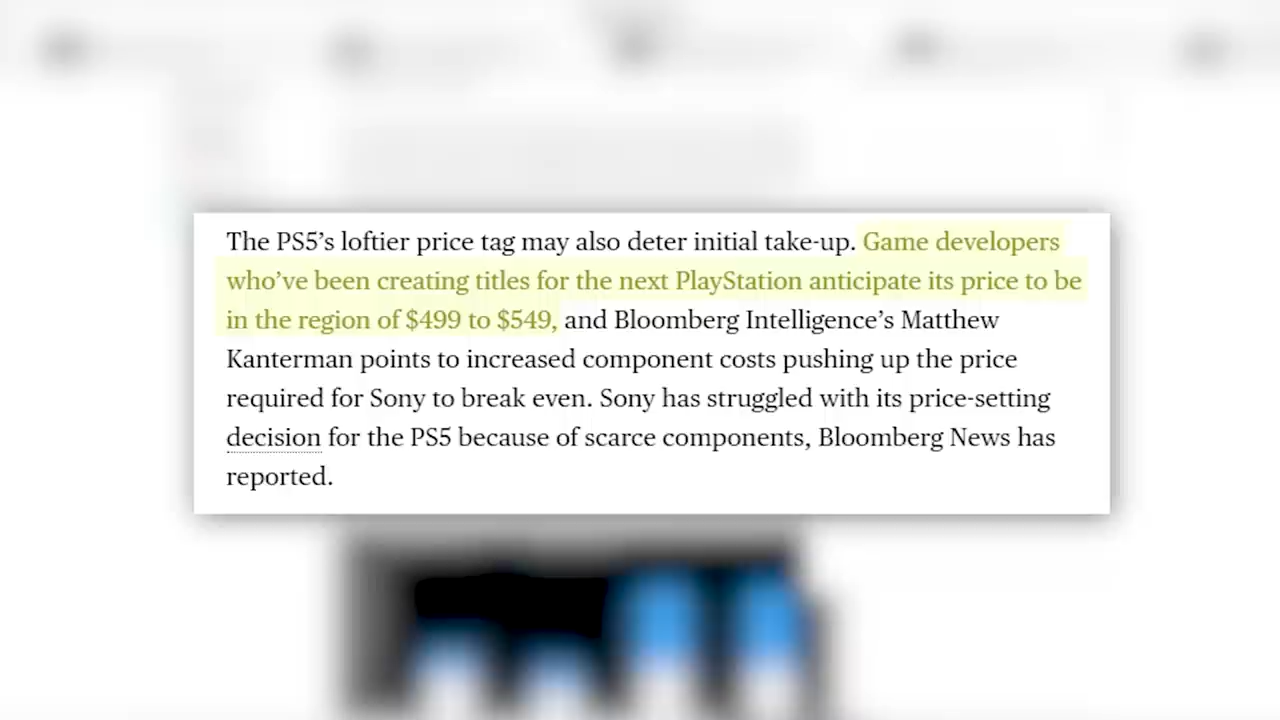 The PS5’s loftier price tag may also deter initial take-up. Game developers
who’ve been creating titles for the next PlayStation anticipate its price to be
in the region of $499 to $549, and Bloomberg Intelligence’s Matthew
Kanterman points to increased component costs pushing up the price
required for Sony to break even. Sony has struggled with its price-setting
decision for the PS5 because of scarce components, Bloomberg News has
reported.